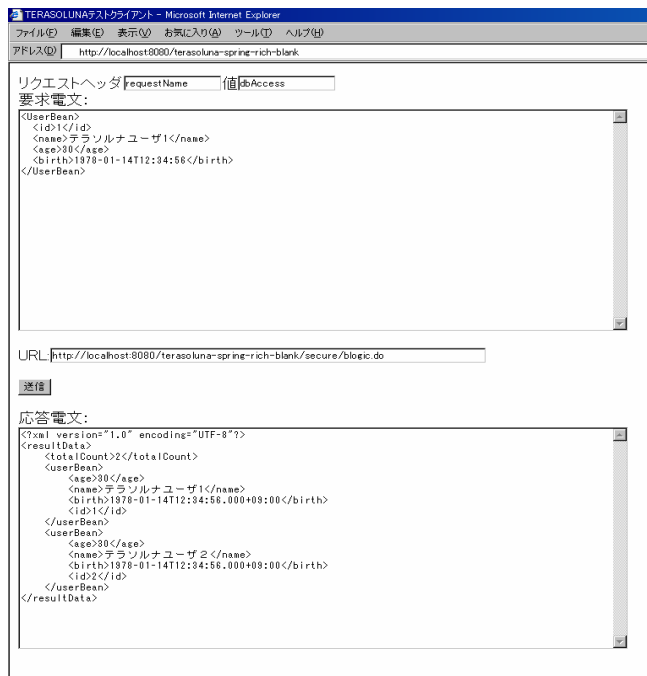 TERASOLUNAテストクライアント - Microsoft Internet Explorer
ファイル(F) 編集(E) 表示(V) お気に入り(A) ツール(T) ヘルプ(H)
アドレス(D) http://localhost8080/terasoluna-spring-rich-blank
リクエストヘッダ requestName 値 dbAccess
要求電文:
<UserBean>
<id>1</id>
<name>テラソルナユーザ1</name>
<age>30</age>
<birth>1978-01-14T12:34:56</birth>
</UserBean>
URL: http://localhost:8080/terasoluna-spring-rich-blank/secure/blogic.do
送信
応答電文:
<?xml version="1.0" encoding="UTF-8"?>
<resultData>
<totalCount>2</totalCount>
<userBean>
<age>30</age>
<name>テラソルナユーザ1</name>
<birth>1978-01-14T12:34:56.000+09:00</birth>
<id>1</id>
</userBean>
<userBean>
<age>30</age>
<name>テラソルナユーザ２</name>
<birth>1978-01-14T12:34:56.000+09:00</birth>
<id>2</id>
</userBean>
</resultData>